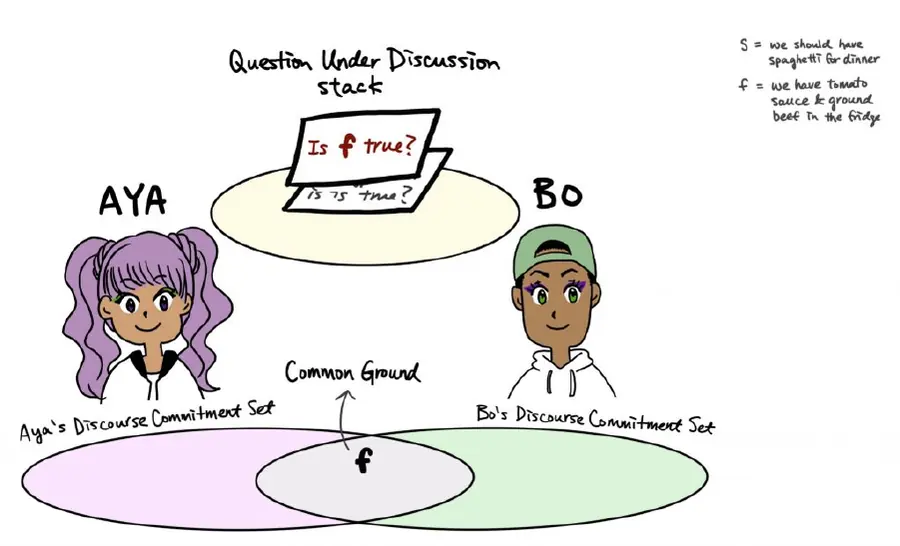 Question Under Discussion
stack
Is f true?
is s true?
AYA
BO
S = we should have
spaghetti for dinner
f = we have tomato
sauce & ground
beef in the fridge
Common Ground
Aya's Discourse Commitment Set
Bo's Discourse Commitment Set
f